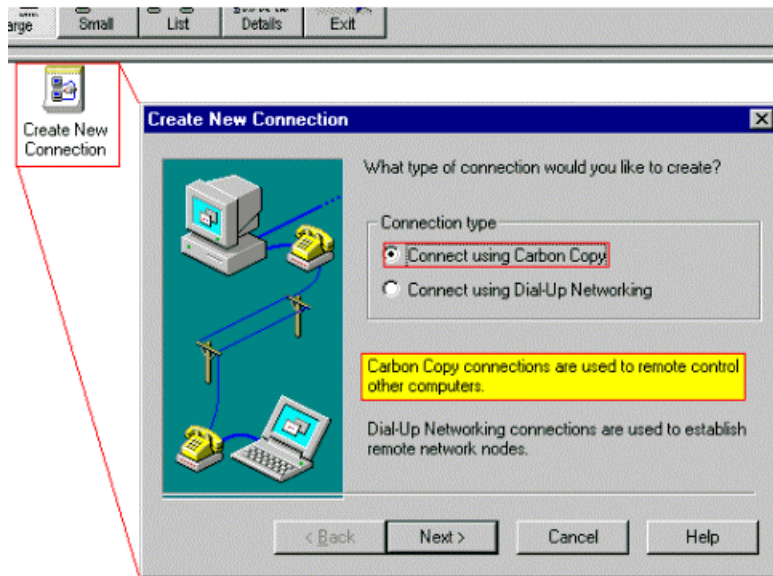 Small
List
Details
Exit
Create New
Connection
Create New Connection
What type of connection would you like to create?
Connection type
Connect using Carbon Copy
Connect using Dial-Up Networking
Carbon Copy connections are used to remote control
other computers.
Dial-Up Networking connections are used to establish
remote network nodes.
< Back
Next >
Cancel
Help